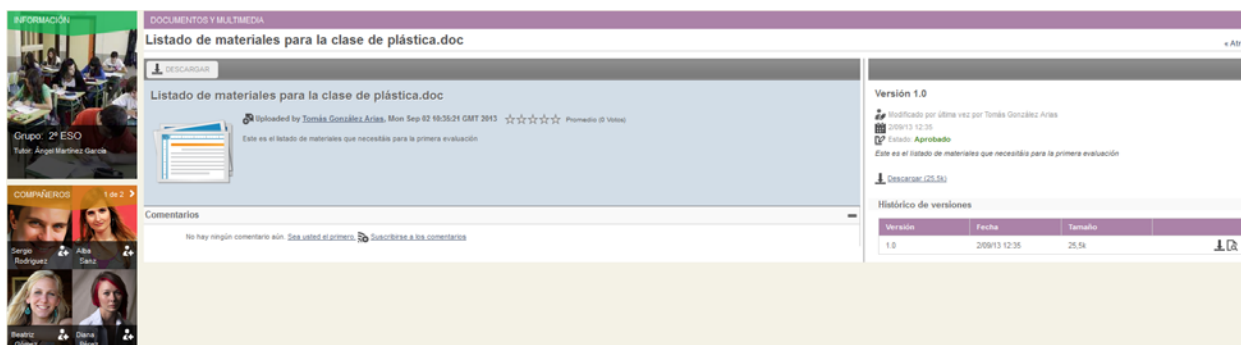 INFORMACIÓN
Grupo: 2º ESO
Tutor: Ángel Martínez García
COMPAÑEROS 1 de 2
Sergio Rodriguez
Alba Sanz
Beatriz Gómez
Diana Pérez
DOCUMENTOS Y MULTIMEDIA
Listado de materiales para la clase de plástica.doc
« Atr
DESCARGAR
Listado de materiales para la clase de plástica.doc
Uploaded by Tomás González Arias, Mon Sep 02 10:35:21 GMT 2013 Promedio (0 Votos)
Este es el listado de materiales que necesitáis para la primera evaluación
Comentarios
No hay ningún comentario aún. Sea usted el primero. Suscribirse a los comentarios
Versión 1.0
Modificado por última vez por Tomás González Arias
2/09/13 12:35
Estado: Aprobado
Este es el listado de materiales que necesitáis para la primera evaluación
Descargar (25,5k)
Histórico de versiones
Versión Fecha Tamaño
1.0 2/09/13 12:35 25,5k